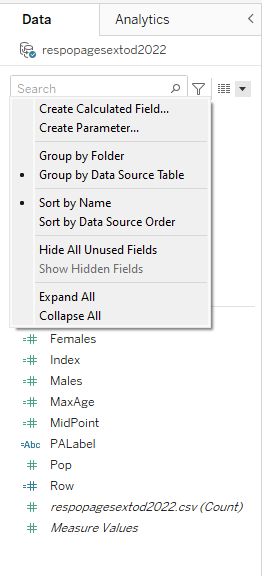 Data Analytics
respopagesextod2022
Search
Create Calculated Field...
Create Parameter...
Group by Folder
Group by Data Source Table
Sort by Name
Sort by Data Source Order
Hide All Unused Fields
Show Hidden Fields
Expand All
Collapse All
Females
Index
Males
MaxAge
MidPoint
Abc PALabel
Pop
Row
respopagesextod2022.csv (Count)
Measure Values